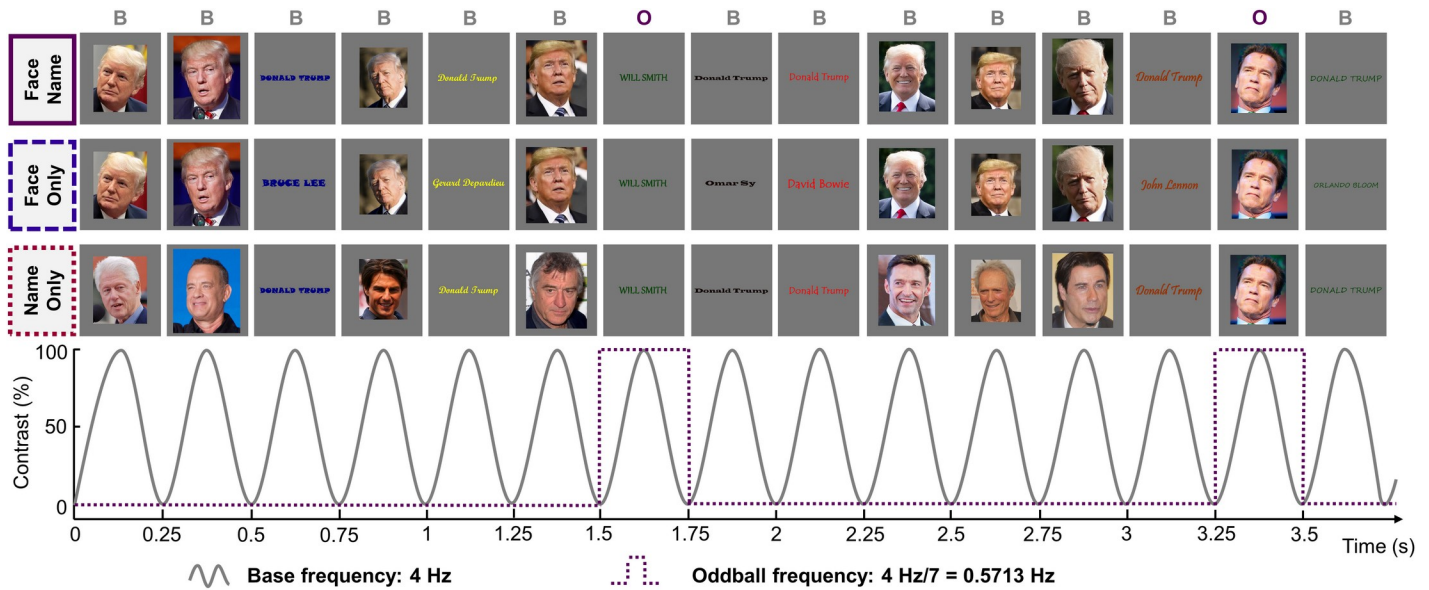 B B B B B B O B B B B B B O B
Face
Name
DONALD TRUMP Donald Trump WILL SMITH Donald Trump Donald Trump Donald Trump DONALD TRUMP
Face
Only
BRUCE LEE Gerard Depardieu WILL SMITH Omar Sy David Bowie John Lennon ORLANDO BLOOM
Name
Only
DONALD TRUMP Donald Trump WILL SMITH Donald Trump Donald Trump Donald Trump DONALD TRUMP
100
50
0
Contrast (%)
0 0.25 0.5 0.75 1 1.25 1.5 1.75 2 2.25 2.5 2.75 3 3.25 3.5
Time (s)
Base frequency: 4 Hz
Oddball frequency: 4 Hz/7 = 0.5713 Hz